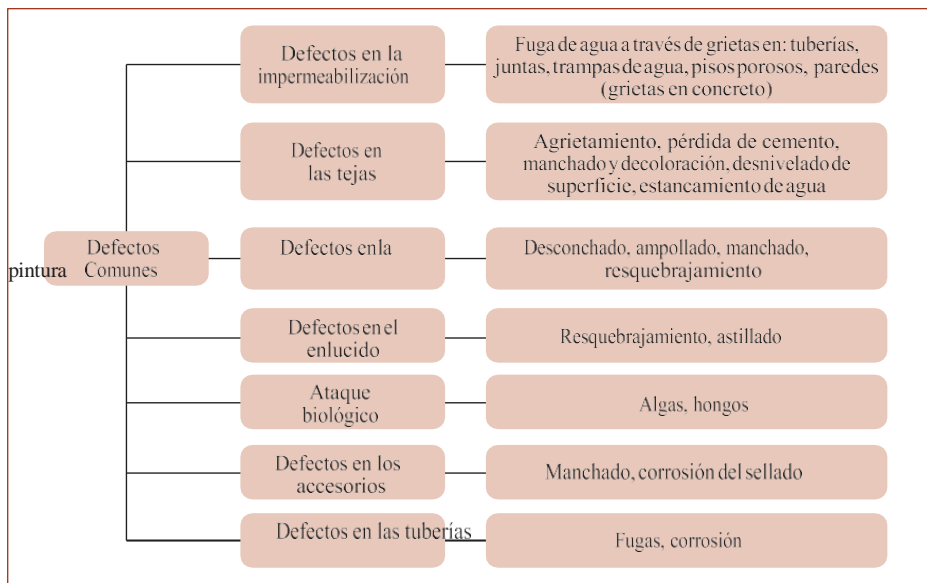 Defectos en la
impermeabilización
Fuga de agua a través de grietas en: tuberías,
juntas, trampas de agua, pisos porosos, paredes
(grietas en concreto)
Defectos en
las tejas
Agrietamiento, pérdida de cemento,
manchado y decoloración, desnivelado de
superficie, estancamiento de agua
Defectos
Comunes
Defectos enla
pintura
Desconchado, ampollado, manchado,
resquebrajamiento
Defectos en el
enlucido
Resquebrajamiento, astillado
Ataque
biológico
Algas, hongos
Defectos en los
accesorios
Manchado, corrosión del sellado
Defectos en las tuberías
Fugas, corrosión